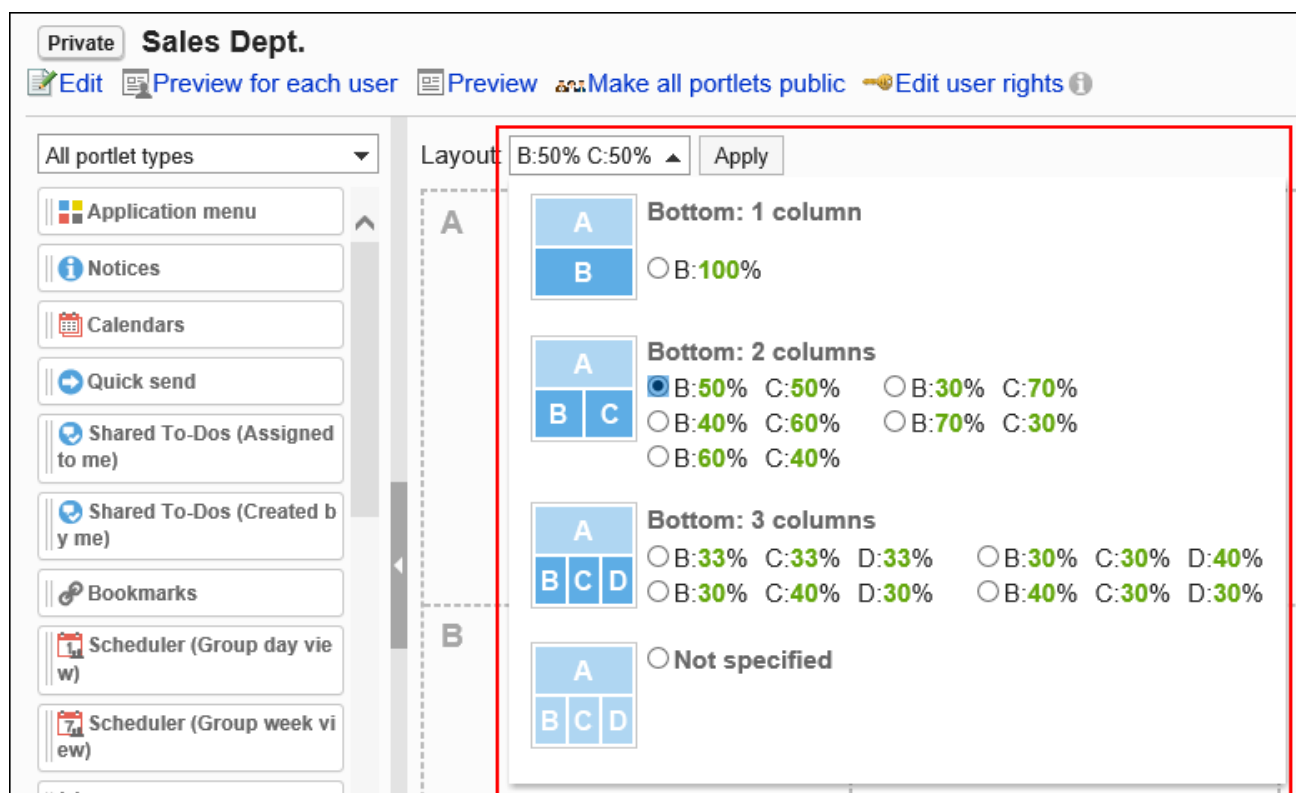 Private Sales Dept.
Edit Preview for each user Preview Make all portlets public Edit user rights
All portlet types
Application menu
Notices
Calendars
Quick send
Shared To-Dos (Assigned
to me)
Shared To-Dos (Created b
y me)
Bookmarks
Scheduler (Group day vie
w)
Scheduler (Group week vi
ew)
Layout: B:50% C:50% Apply
A
B
A
B
Bottom: 1 column
B:100%
A
B C
Bottom: 2 columns
B:50% C:50% B:30% C:70%
B:40% C:60% B:70% C:30%
B:60% C:40%
A
B C D
Bottom: 3 columns
B:33% C:33% D:33% B:30% C:30% D:40%
B:30% C:40% D:30% B:40% C:30% D:30%
A
B C D
Not specified